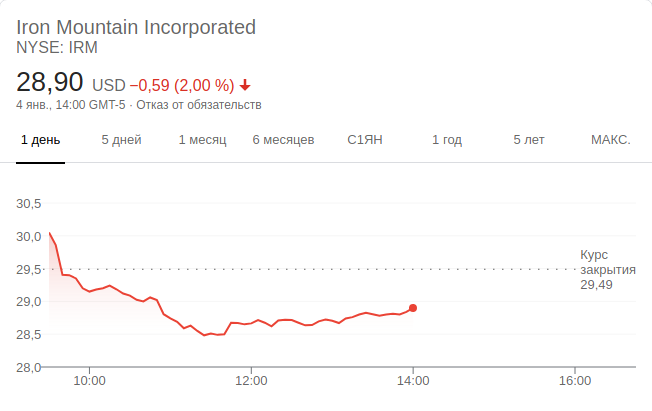 Iron Mountain Incorporated
NYSE: IRM
28,90 USD −0,59 (2,00 %)
4 янв., 14:00 GMT-5 · Отказ от обязательств
1 день 5 дней 1 месяц 6 месяцев С1ЯН 1 год 5 лет МАКС.
30,5
30,0
29,5
29,0
28,5
28,0
Курс
закрытия
29,49
10:00 12:00 14:00 16:00